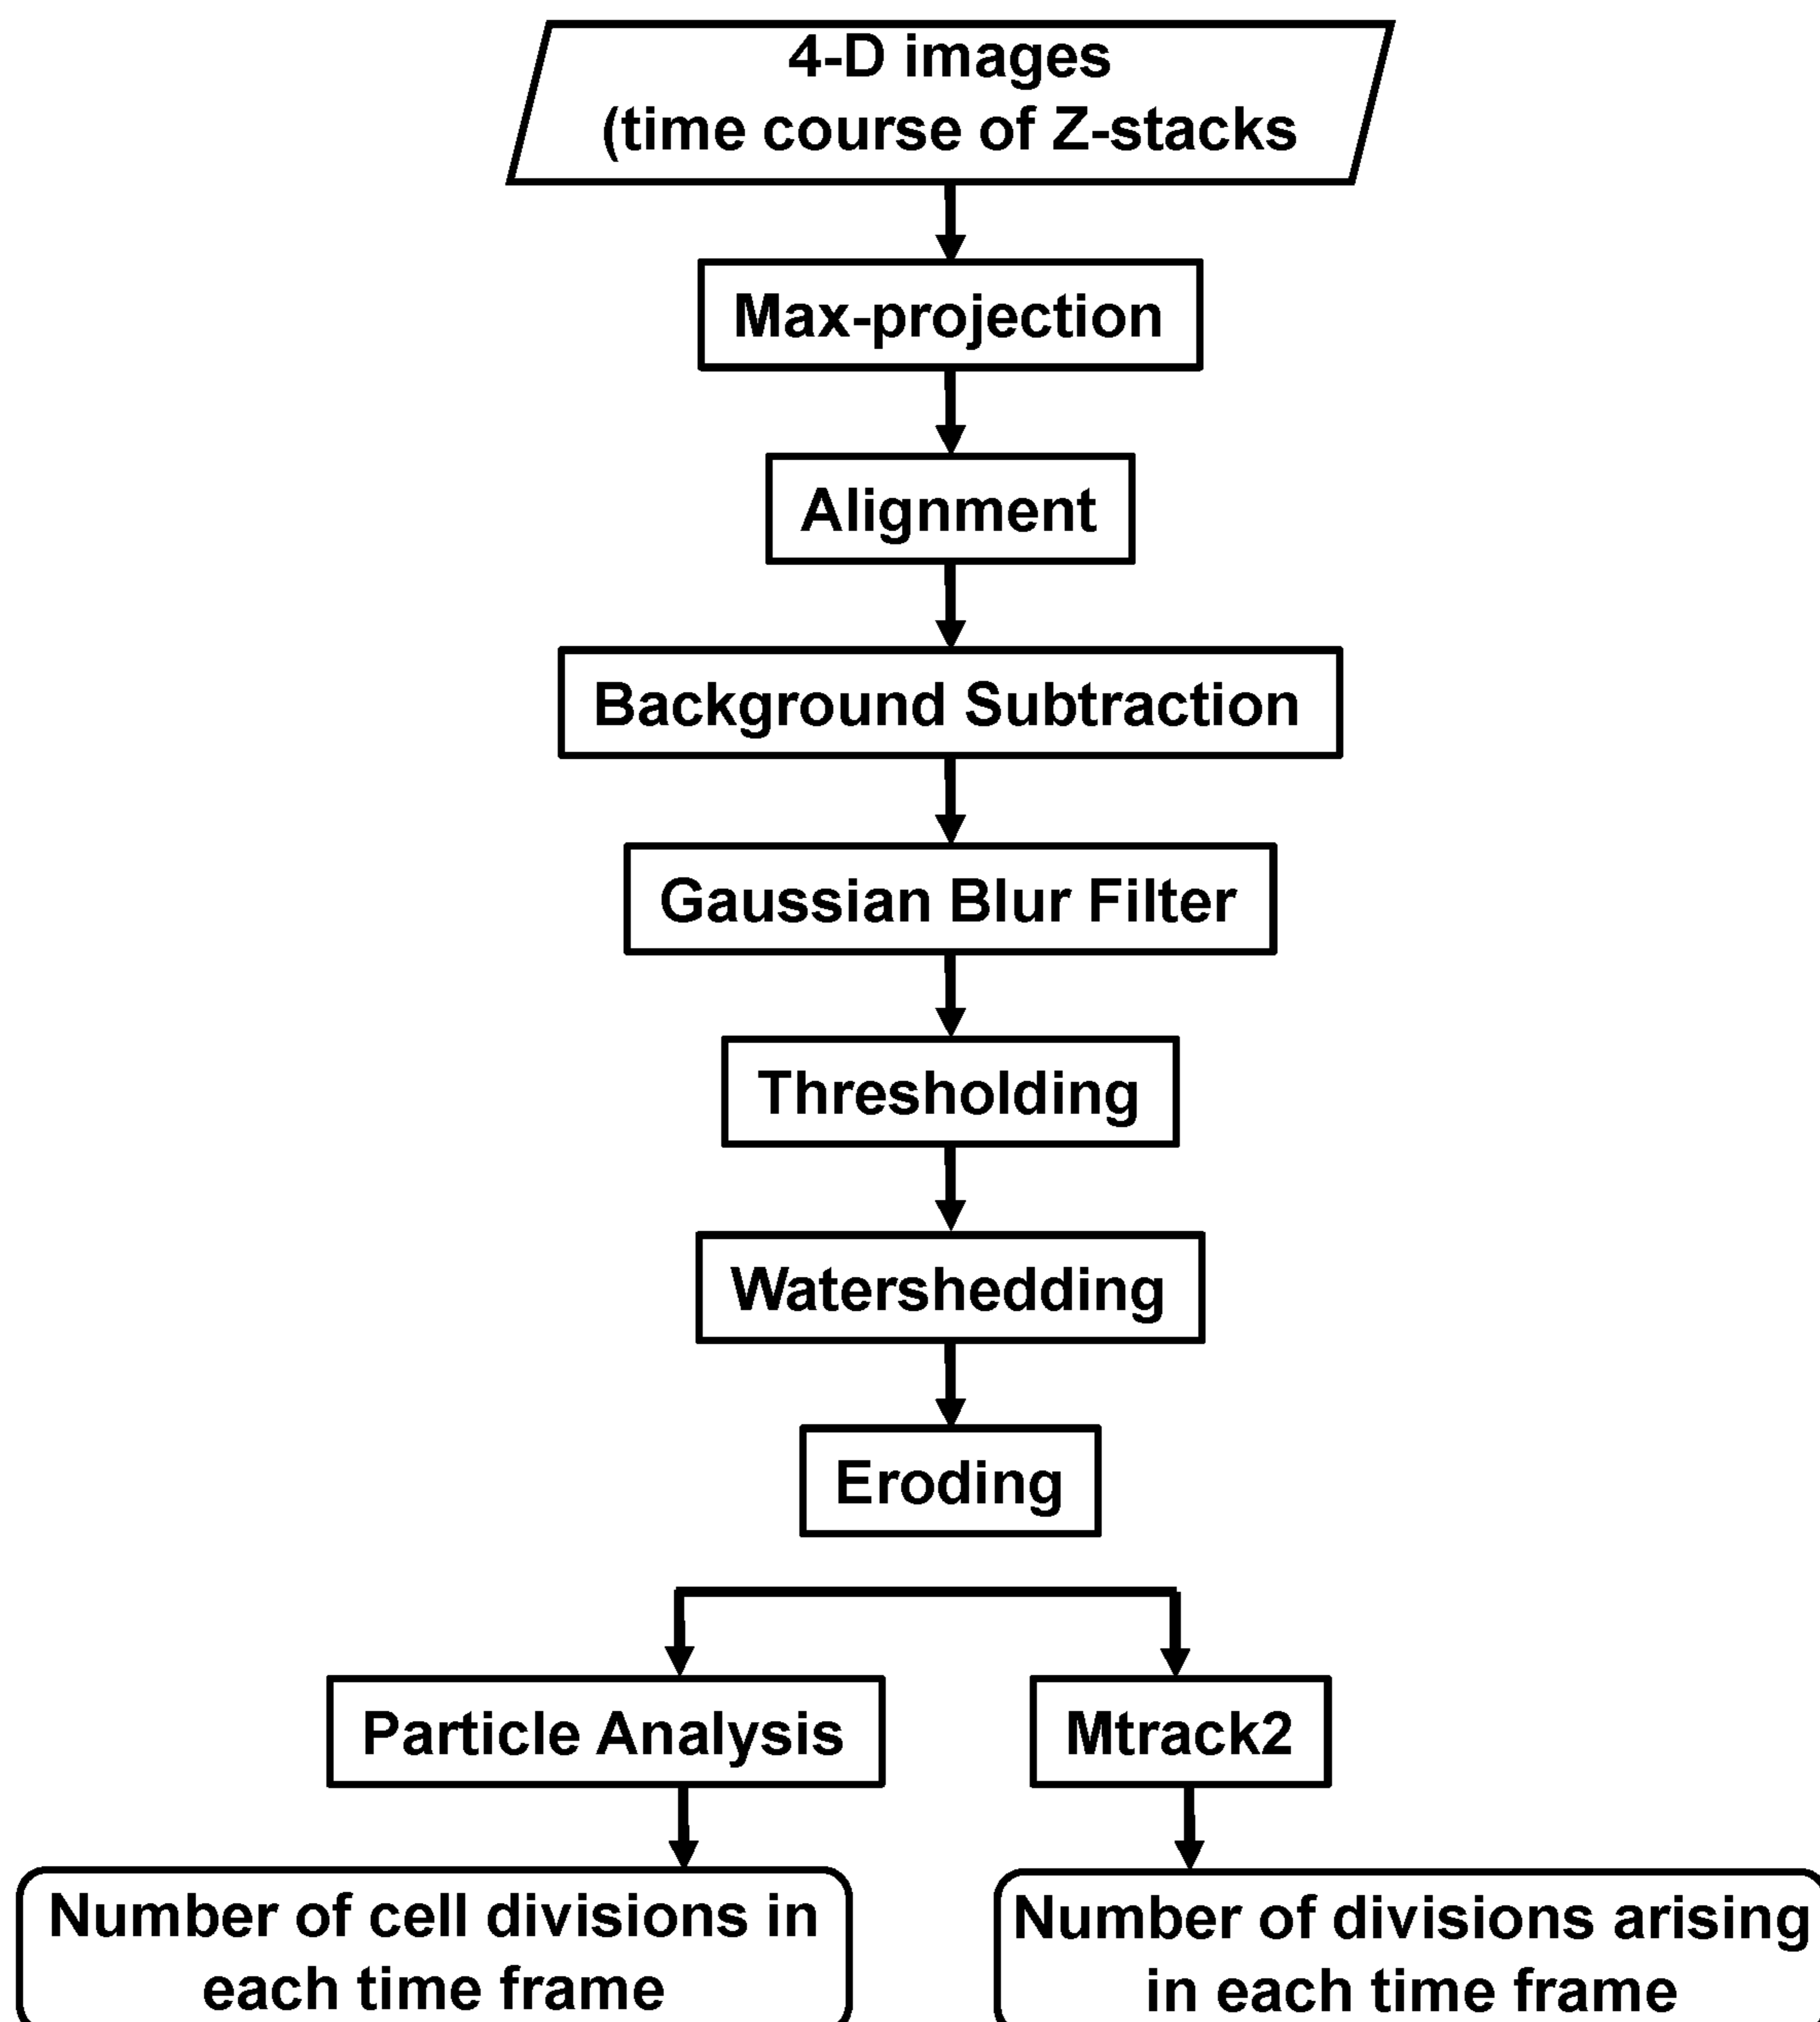 4-D images
(time course of Z-stacks
Max-projection
Alignment
Background Subtraction
Gaussian Blur Filter
Thresholding
Watershedding
Eroding
Particle Analysis
Mtrack2
Number of cell divisions in
each time frame
Number of divisions arising
in each time frame